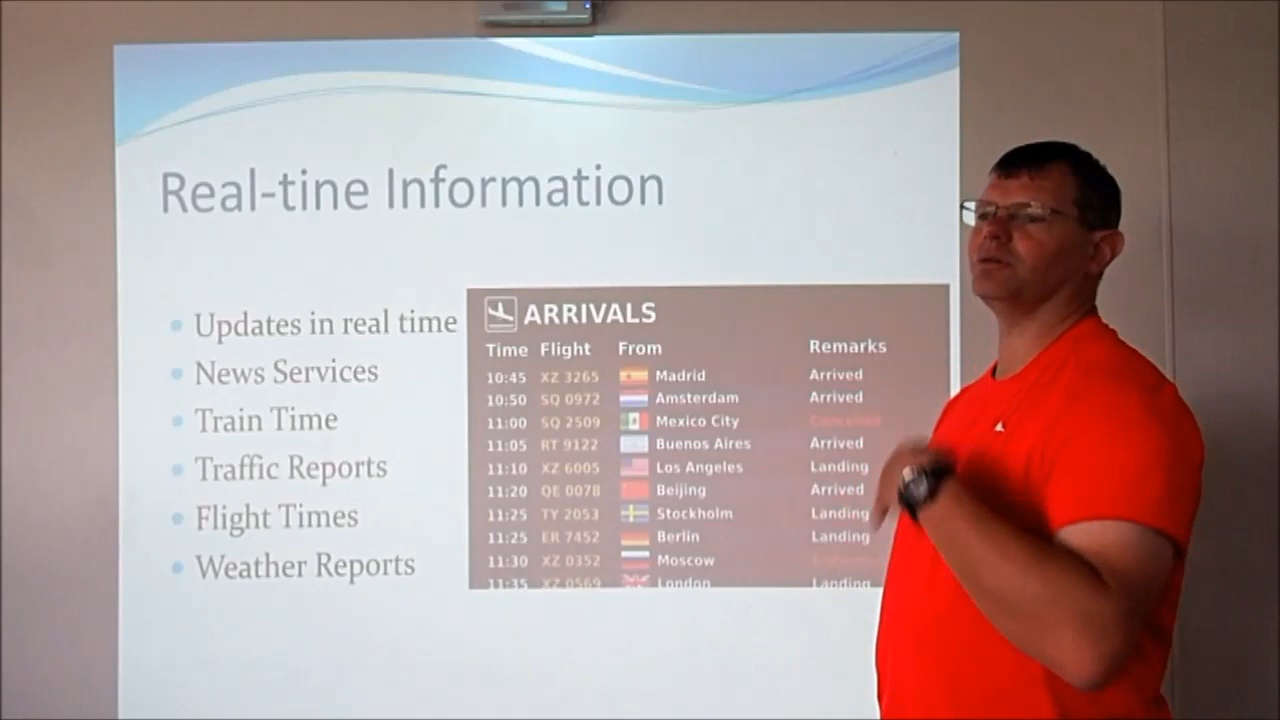 Real-tine Information
Updates in real time
News Services
Train Time
Traffic Reports
Flight Times
Weather Reports
ARRIVALS
Time Flight From Remarks
10:45 XZ 3265 Madrid Arrived
10:50 SQ 0972 Amsterdam Arrived
11:00 SQ 2509 Mexico City Cancelled
11:05 RT 9122 Buenos Aires Arrived
11:10 XZ 6005 Los Angeles Landing
11:20 QE 0078 Beijing Arrived
11:25 TY 2053 Stockholm Landing
11:25 ER 7452 Berlin Landing
11:30 XZ 0352 Moscow
11:35 XZ 0569 London Landing